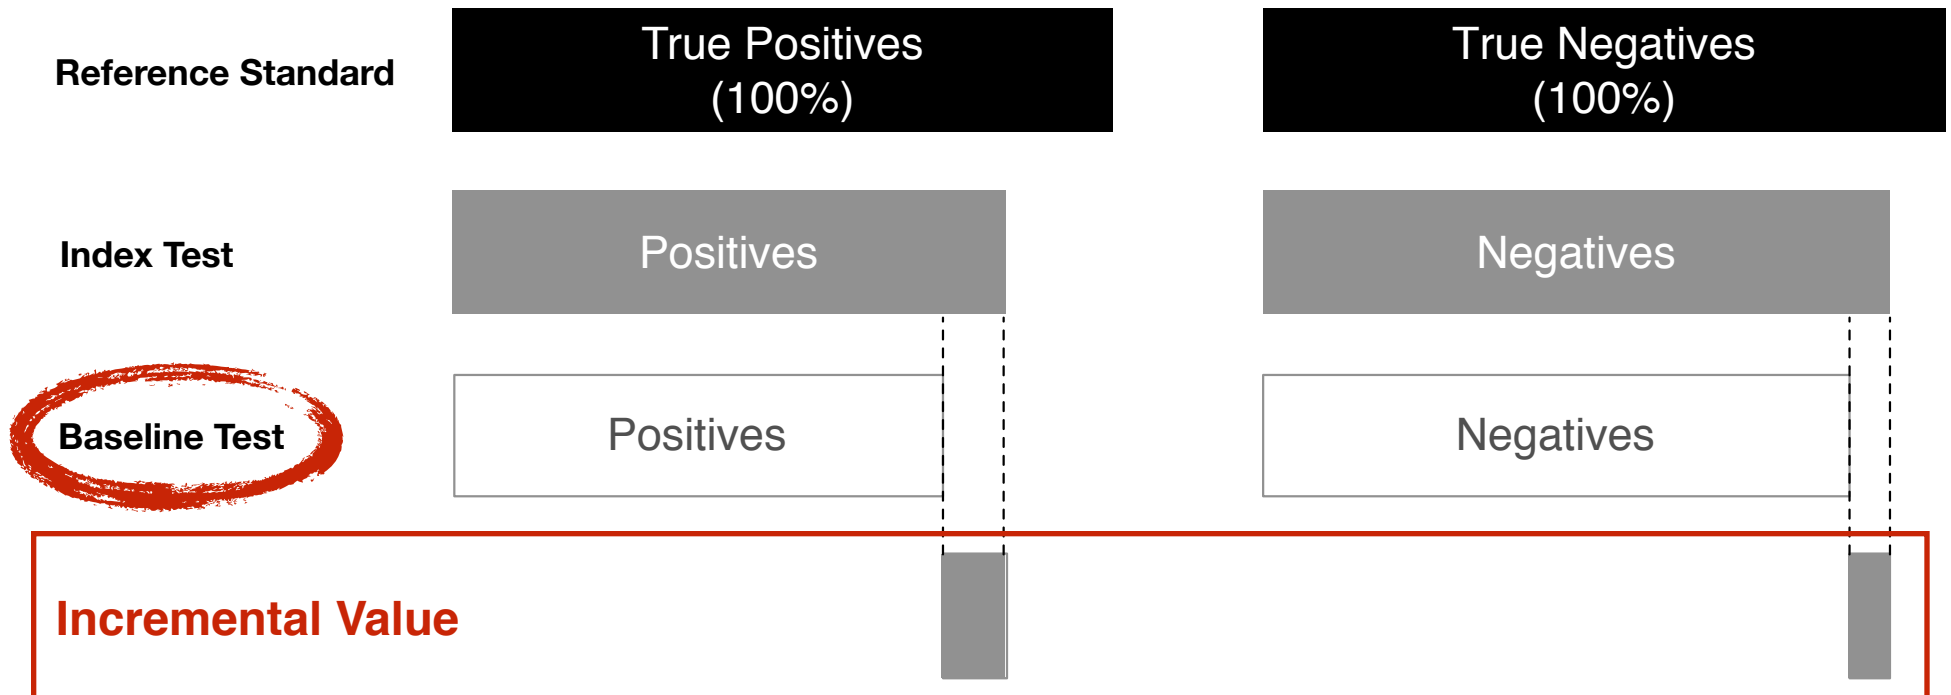 Reference Standard
True Positives
(100%)
True Negatives
(100%)
Index Test
Positives
Negatives
Baseline Test
Positives
Negatives
Incremental Value